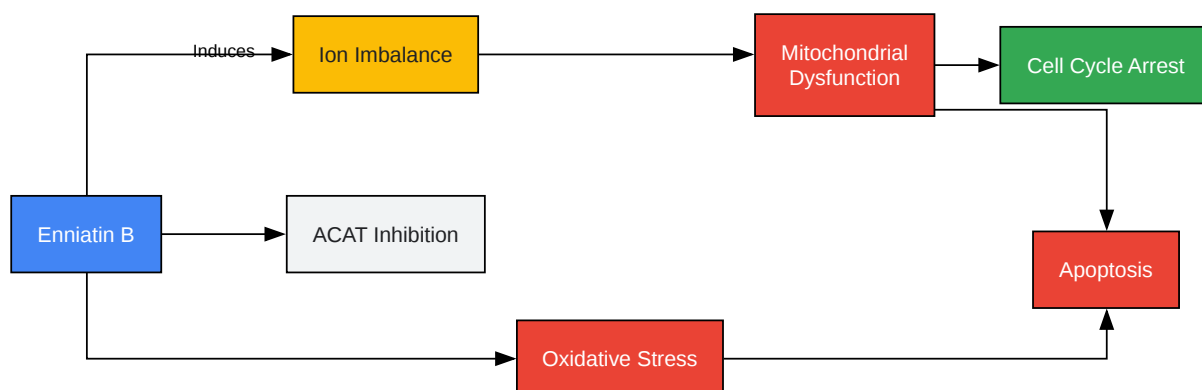 Induces
Ion Imbalance
Mitochondrial
Dysfunction
Cell Cycle Arrest
Enniatin B
ACAT Inhibition
Apoptosis
Oxidative Stress